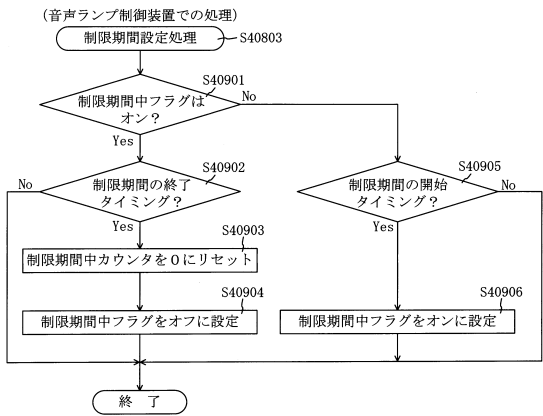 (音声ランプ制御装置での処理)
制限期間設定処理
S40803
S40901
制限期間中フラグは
オン？
No
Yes
S40902
制限期間の終了
タイミング？
No
Yes
S40905
制限期間の開始
タイミング？
No
Yes
S40903
制限期間中カウンタを０にリセット
S40904
制限期間中フラグをオフに設定
S40906
制限期間中フラグをオンに設定
終 了